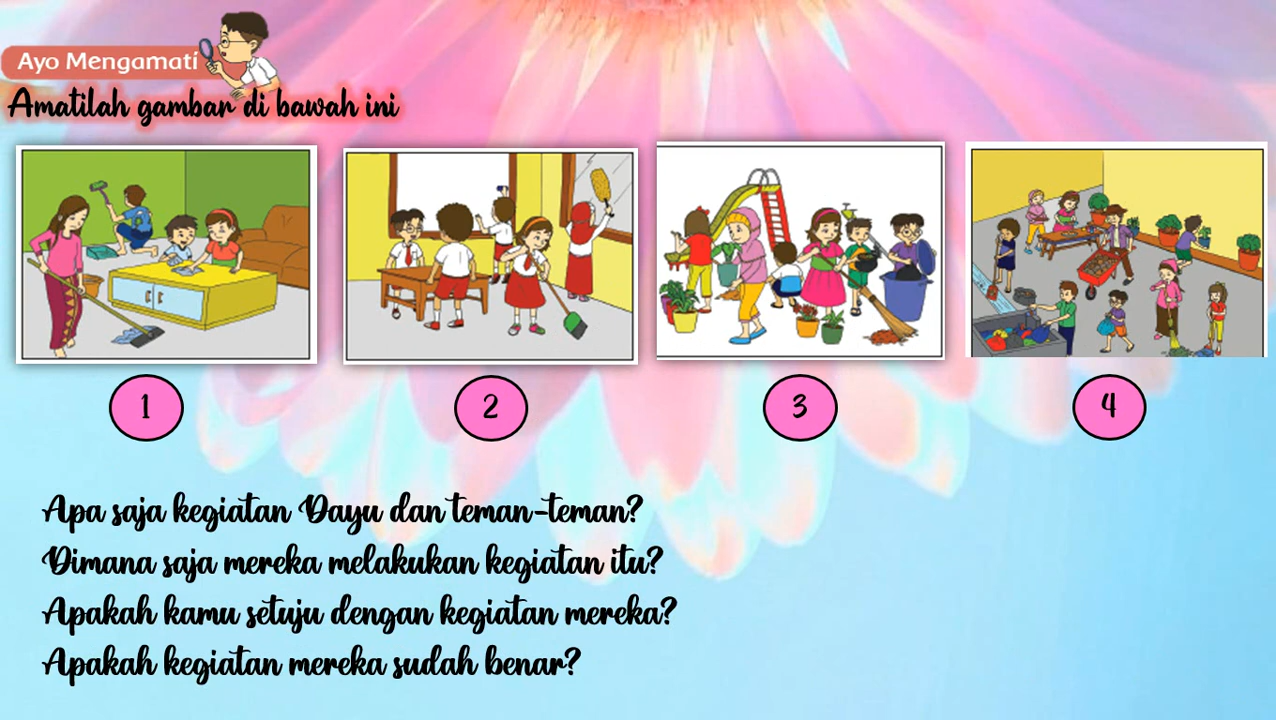 Ayo Mengamati
Amatilah gambar di bawah ini
1
2
3
4
Apa saja kegiatan Dayu dan teman-teman?
Dimana saja mereka melakukan kegiatan itu?
Apakah kamu setuju dengan kegiatan mereka?
Apakah kegiatan mereka sudah benar?